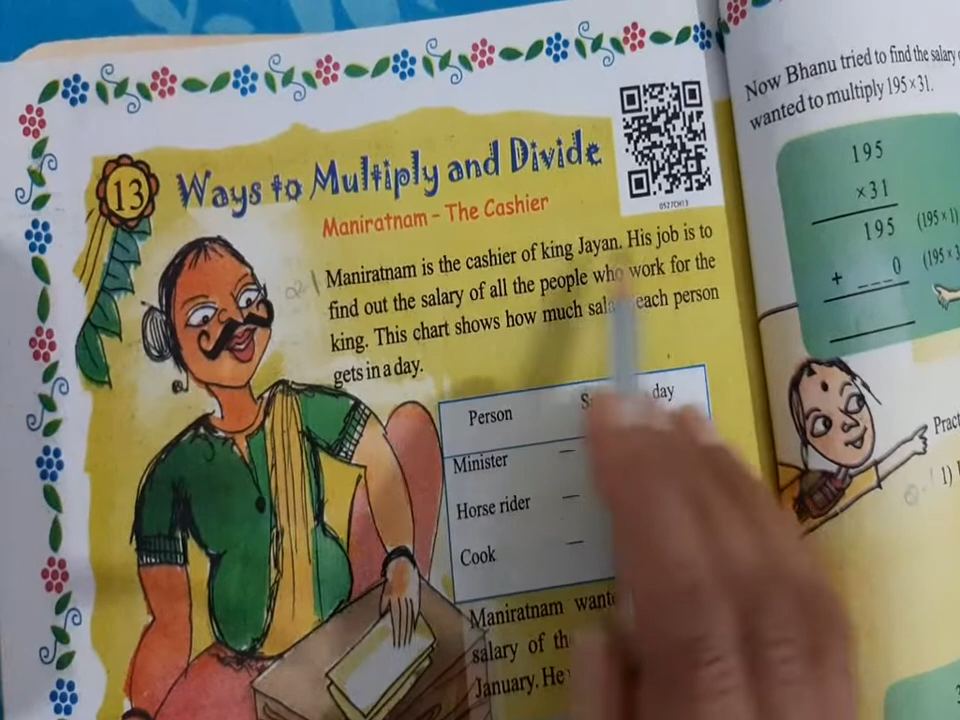 13
Ways to Multiply and Divide
Maniratnam – The Cashier
0527CH13
Maniratnam is the cashier of king Jayan. His job is to
find out the salary of all the people who work for the
king. This chart shows how much each person
gets in a day.
Person day
Minister —
Horse rider —
Cook —
Maniratnam
salary of
January. He
Now Bhanu tried to find the salary
wanted to multiply 195×31.
195
×31
195 (195×1)
+ _ _ _ 0 (195×3
1)